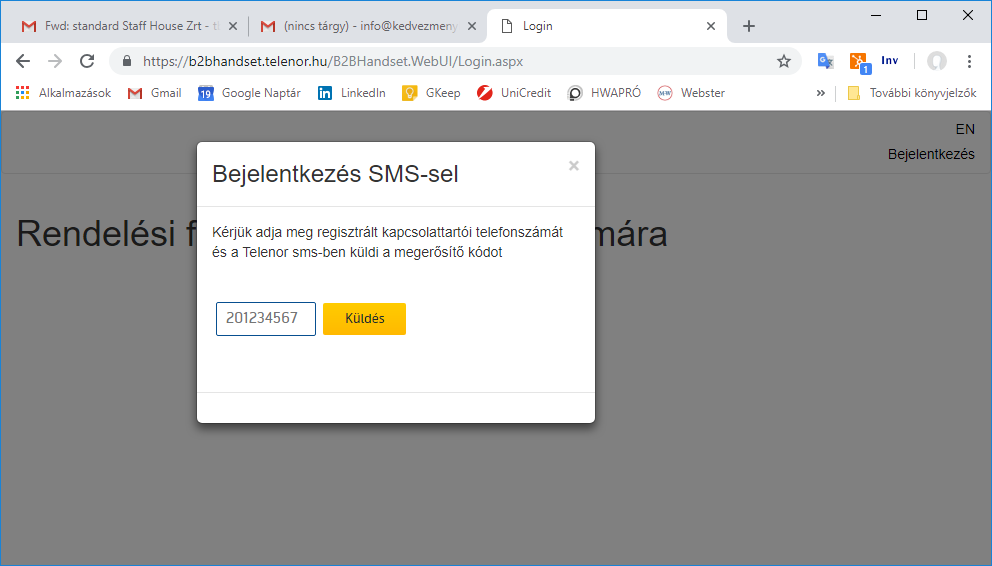 Fwd: standard Staff House Zrt - t
(nincs tárgy) - info@kedvezmeny
Login
https://b2bhandset.telenor.hu/B2BHandset.WebUI/Login.aspx
1
Inv
Alkalmazások
Gmail
19
Google Naptár
LinkedIn
GKeep
UniCredit
HWAPRÓ
M-W
Webster
»
További könyvjelzők
EN
Bejelentkezés
Bejelentkezés SMS-sel
×
Rendelési f
mára
Kérjük adja meg regisztrált kapcsolattartói telefonszámát
és a Telenor sms-ben küldi a megerősítő kódot
201234567
Küldés